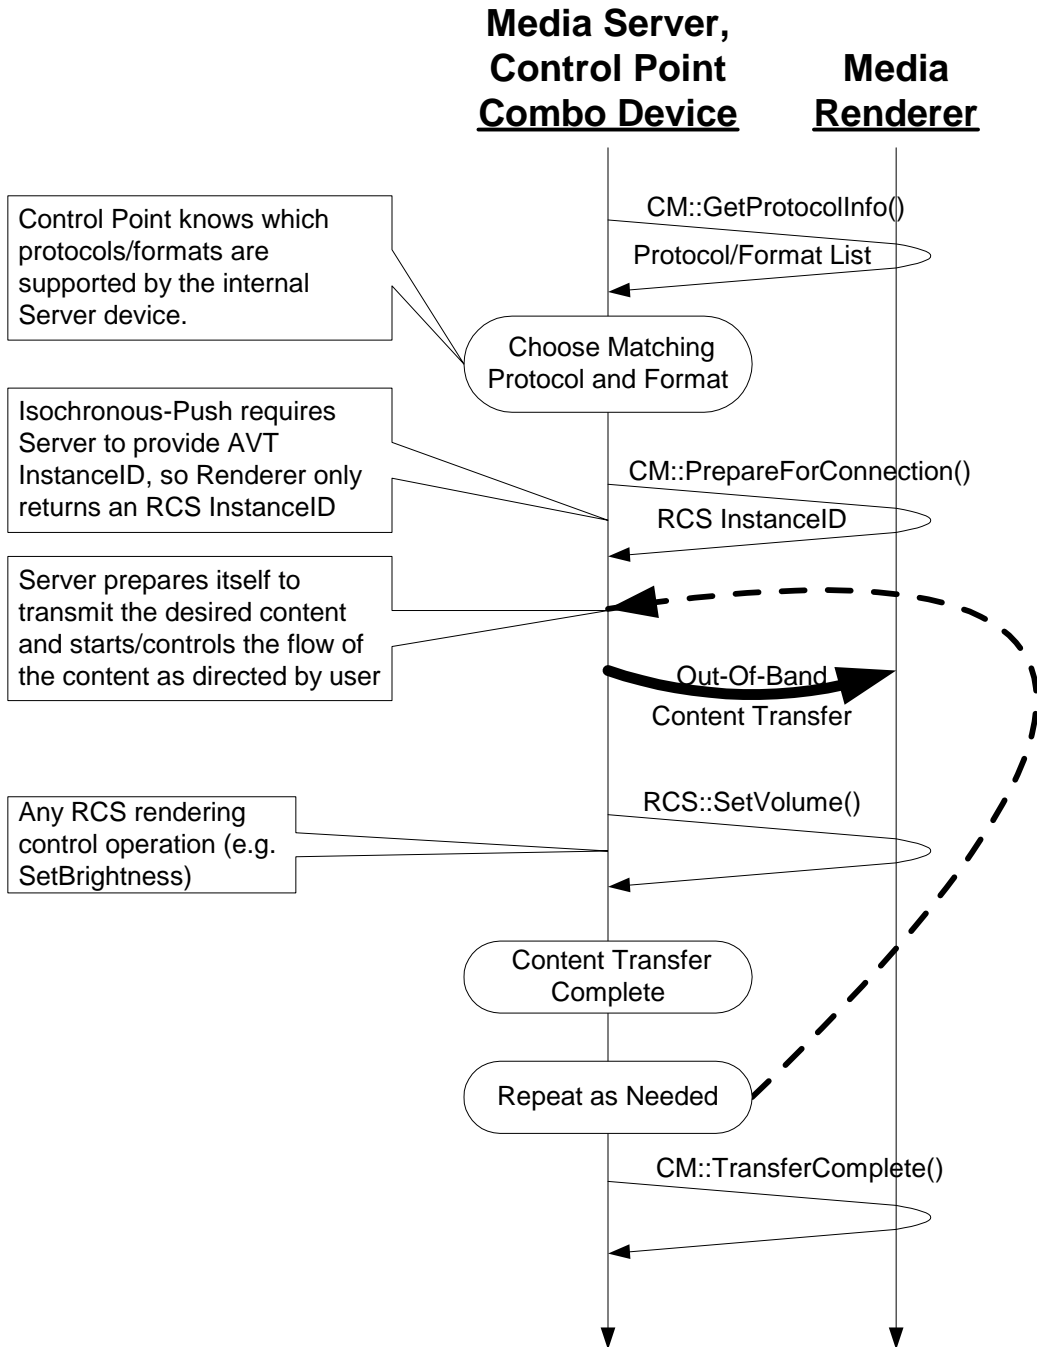 Media Server,
Control Point
Combo Device
Media
Renderer
CM::GetProtocolInfo()
Protocol/Format List
Control Point knows which
protocols/formats are
supported by the internal
Server device.
Choose Matching
Protocol and Format
Isochronous-Push requires
Server to provide AVT
InstanceID, so Renderer only
returns an RCS InstanceID
CM::PrepareForConnection()
RCS InstanceID
Server prepares itself to
transmit the desired content
and starts/controls the flow of
the content as directed by user
Out-Of-Band
Content Transfer
RCS::SetVolume()
Any RCS rendering
control operation (e.g.
SetBrightness)
Content Transfer
Complete
Repeat as Needed
CM::TransferComplete()